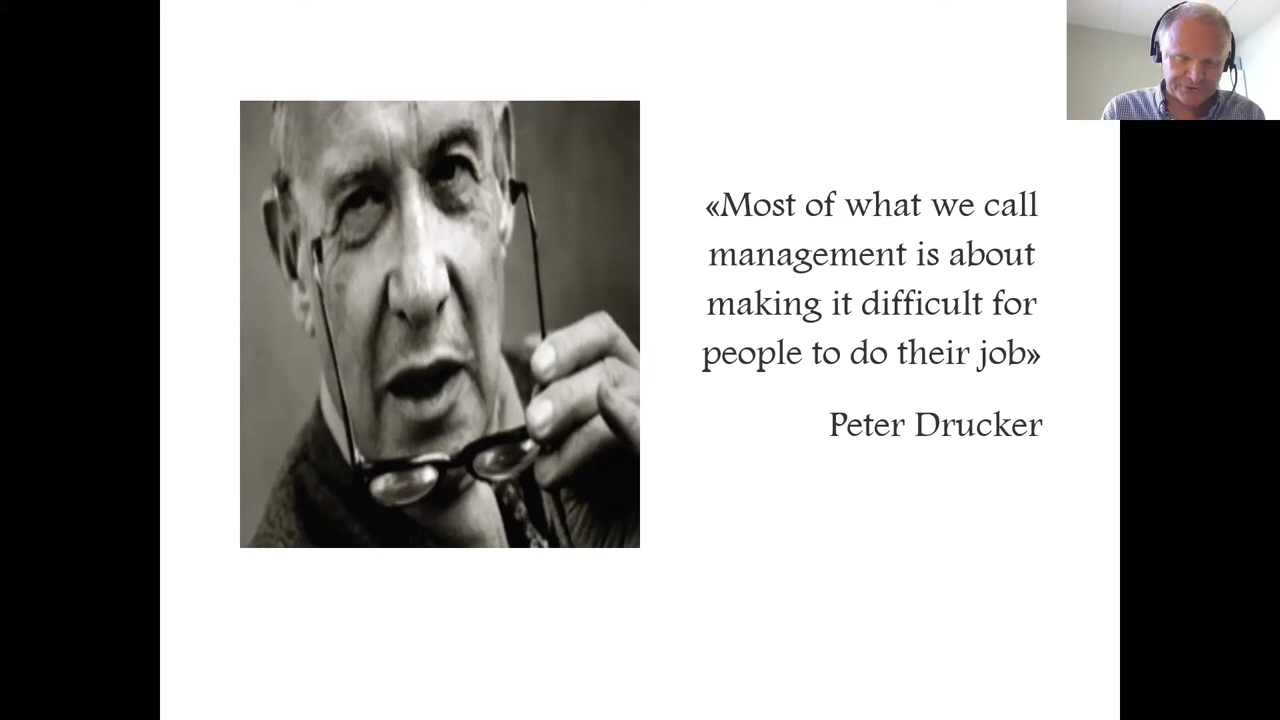 «Most of what we call
management is about
making it difficult for
people to do their job»
Peter Drucker